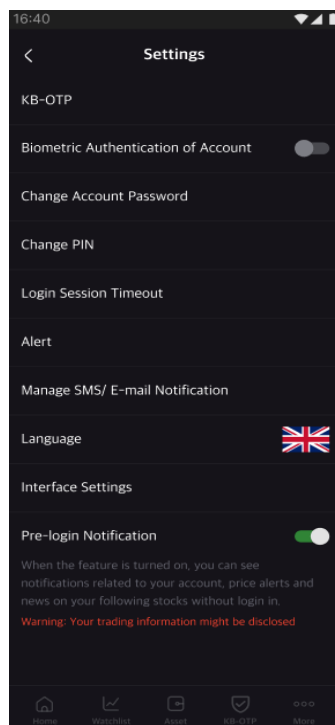 16:40
Settings
KB-OTP
Biometric Authentication of Account
Change Account Password
Change PIN
Login Session Timeout
Alert
Manage SMS/ E-mail Notification
Language
Interface Settings
Pre-login Notification
When the feature is turned on, you can see
notifications related to your account, price alerts and
news on your following stocks without login in.
Warning: Your trading information might be disclosed
Home Watchlist Asset KB-OTP More